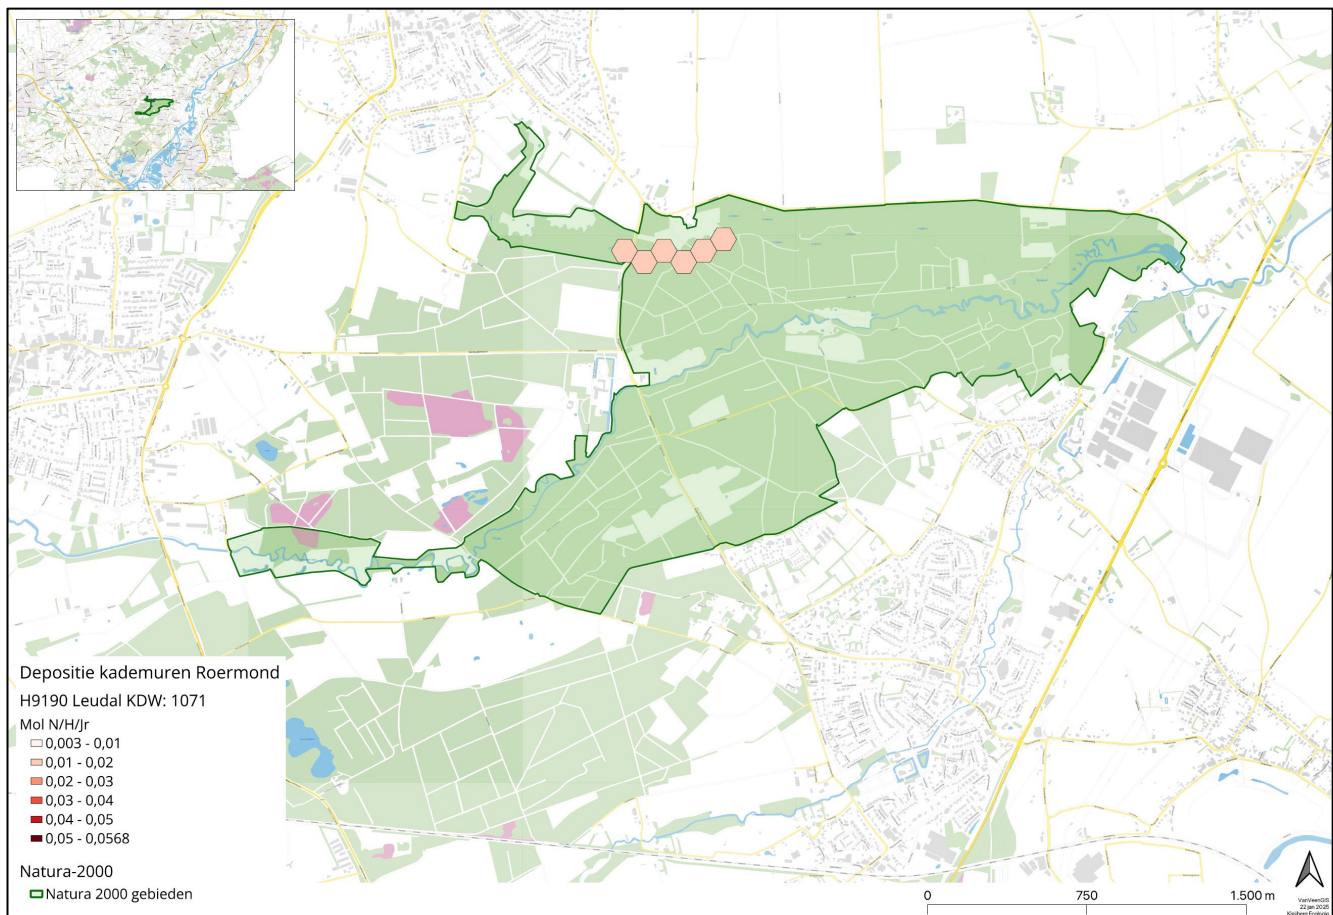 Depositie kademuren Roermond
H9190 Leudal KDW: 1071
Mol N/H/Jr
0,003 - 0,01
0,01 - 0,02
0,02 - 0,03
0,03 - 0,04
0,04 - 0,05
0,05 - 0,0568
Natura-2000
Natura 2000 gebieden
0 750 1.500 m
VanVeenGIS
22 jan 2025